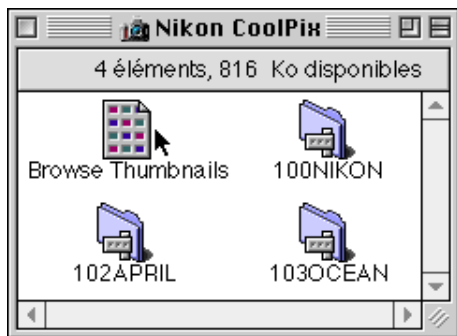 Nikon CoolPix
4 éléments, 816 Ko disponibles
Browse Thumbnails 100NIKON
102APRIL 103OCEAN